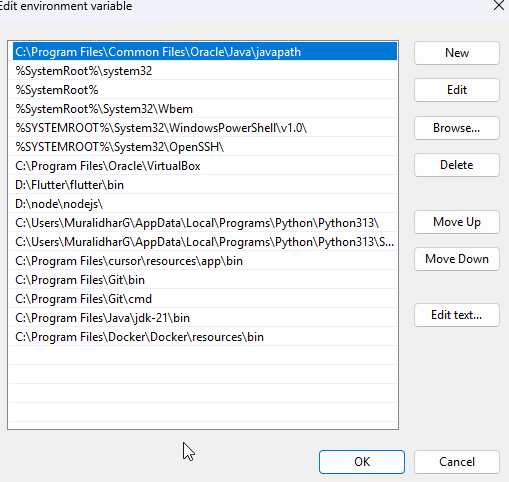 Edit environment variable
C:\Program Files\Common Files\Oracle\Java\javapath
%SystemRoot%\system32
%SystemRoot%
%SystemRoot%\System32\Wbem
%SYSTEMROOT%\System32\WindowsPowerShell\v1.0\
%SYSTEMROOT%\System32\OpenSSH\
C:\Program Files\Oracle\VirtualBox
D:\Flutter\flutter\bin
D:\node\nodejs\
C:\Users\MuralidharG\AppData\Local\Programs\Python\Python313\
C:\Users\MuralidharG\AppData\Local\Programs\Python\Python313\S...
C:\Program Files\cursor\resources\app\bin
C:\Program Files\Git\bin
C:\Program Files\Git\cmd
C:\Program Files\Java\jdk-21\bin
C:\Program Files\Docker\Docker\resources\bin
New
Edit
Browse...
Delete
Move Up
Move Down
Edit text...
OK
Cancel